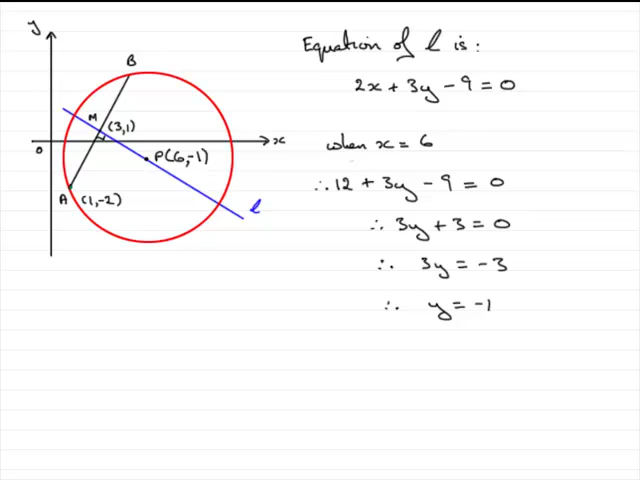 y
B
M
(3,1)
0
x
P(6,-1)
A (1,-2)
l
Equation of l is:
2x + 3y - 9 = 0
when x = 6
∴ 12 + 3y - 9 = 0
∴ 3y + 3 = 0
∴ 3y = -3
∴ y = -1